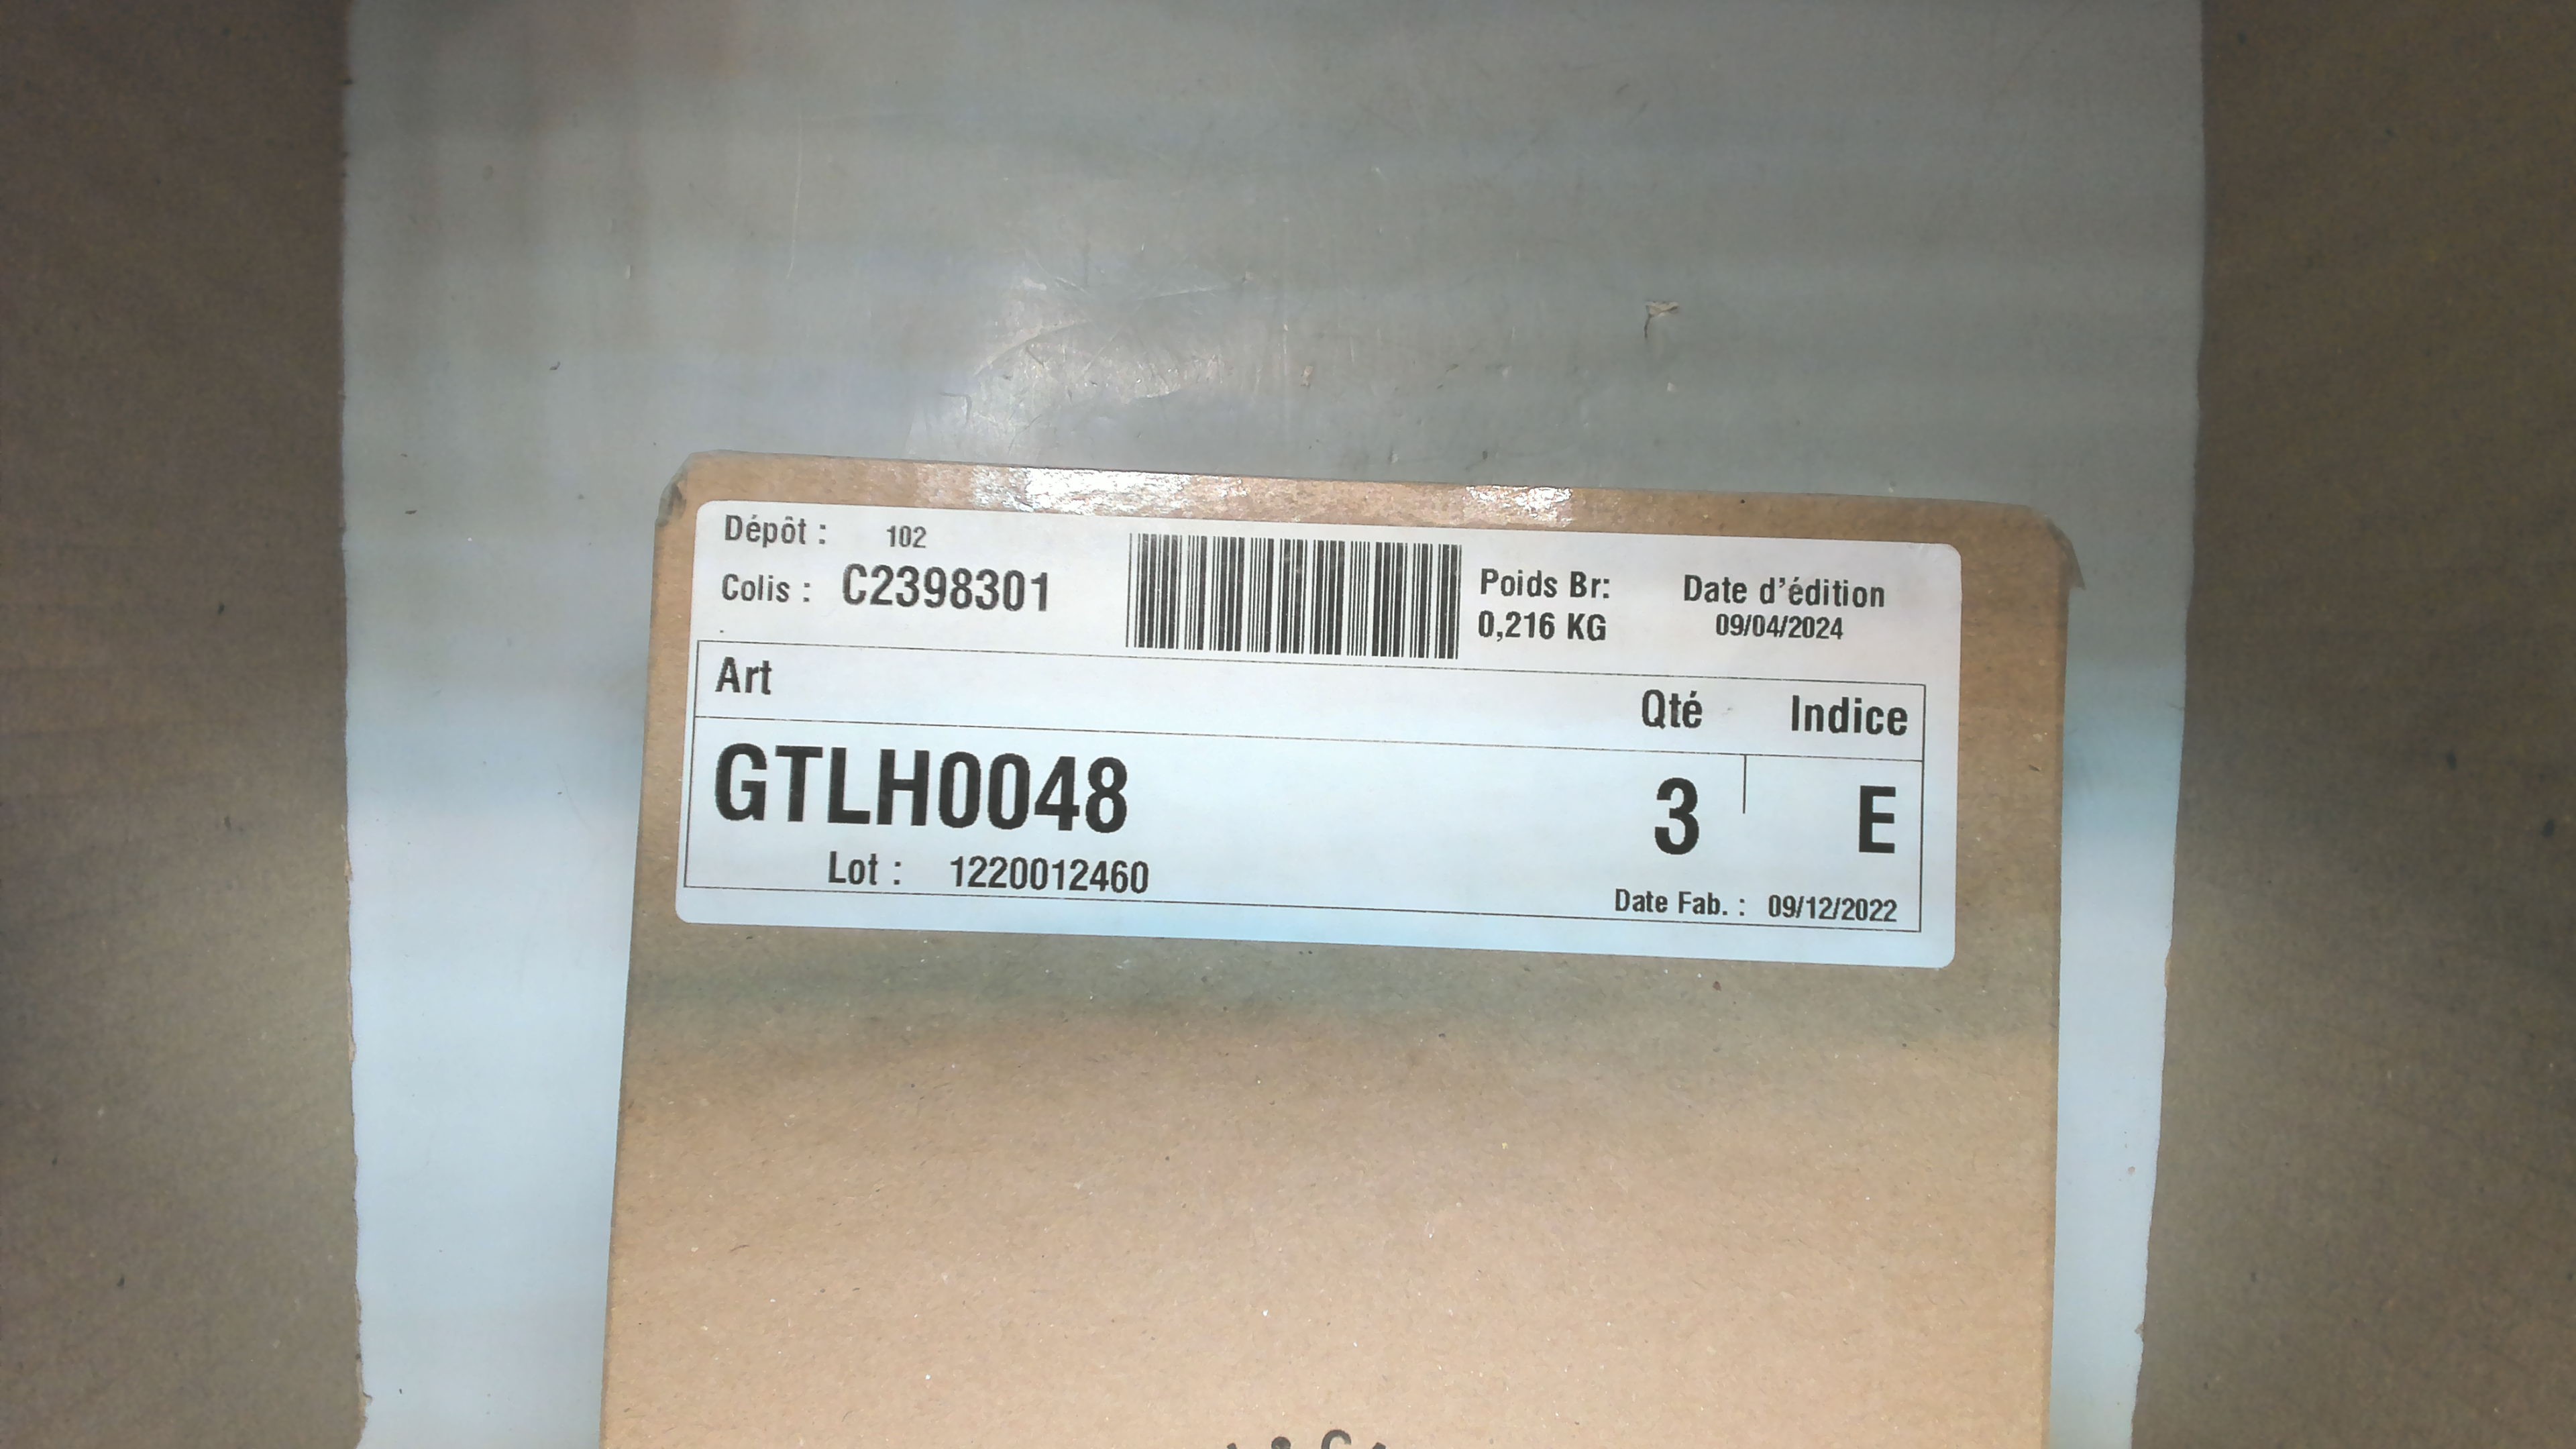 Dépôt : 102
Colis : C2398301
Poids Br:
0,216 KG
Date d'édition
09/04/2024
Art Qté Indice
GTLH0048 3 E
Lot : 1220012460
Date Fab. : 09/12/2022